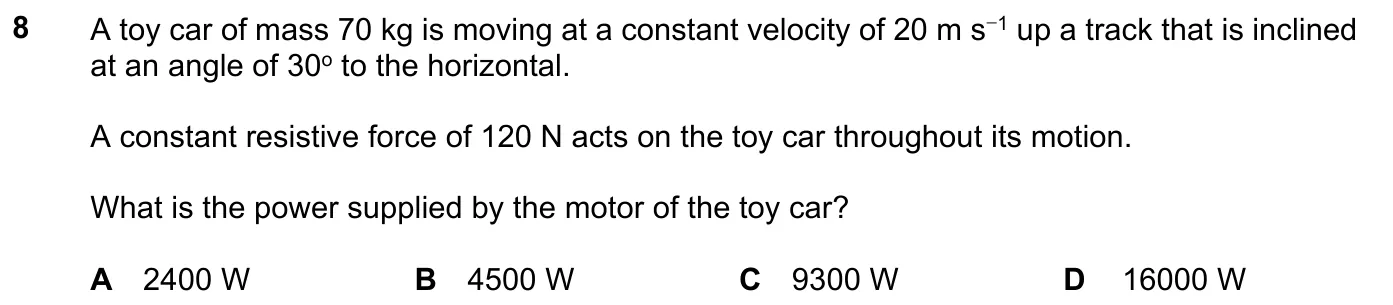 8 A toy car of mass 70 kg is moving at a constant velocity of 20 m s⁻¹ up a track that is inclined
at an angle of 30° to the horizontal.
A constant resistive force of 120 N acts on the toy car throughout its motion.
What is the power supplied by the motor of the toy car?
A 2400 W B 4500 W C 9300 W D 16000 W